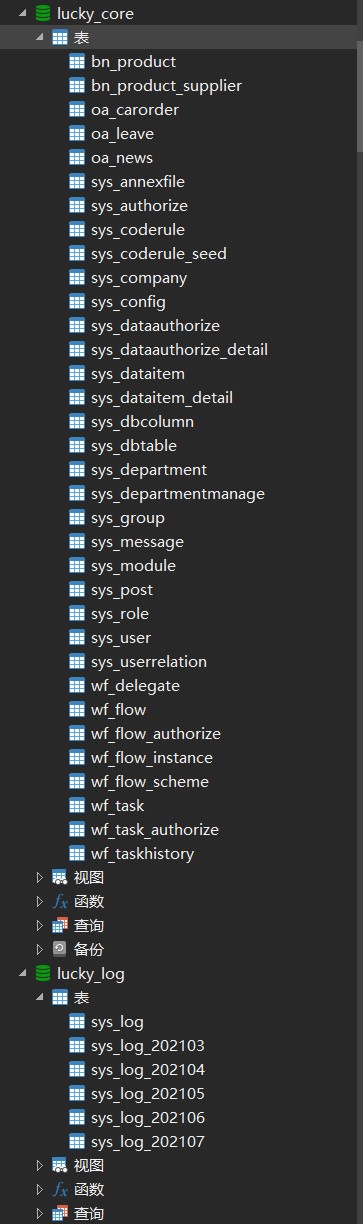 lucky_core
表
bn_product
bn_product_supplier
oa_carorder
oa_leave
oa_news
sys_annexfile
sys_authorize
sys_coderule
sys_coderule_seed
sys_company
sys_config
sys_dataauthorize
sys_dataauthorize_detail
sys_dataitem
sys_dataitem_detail
sys_dbcolumn
sys_dbtable
sys_department
sys_departmentmanage
sys_group
sys_message
sys_module
sys_post
sys_role
sys_user
sys_userrelation
wf_delegate
wf_flow
wf_flow_authorize
wf_flow_instance
wf_flow_scheme
wf_task
wf_task_authorize
wf_taskhistory
视图
fx 函数
查询
备份
lucky_log
表
sys_log
sys_log_202103
sys_log_202104
sys_log_202105
sys_log_202106
sys_log_202107
视图
fx 函数
查询